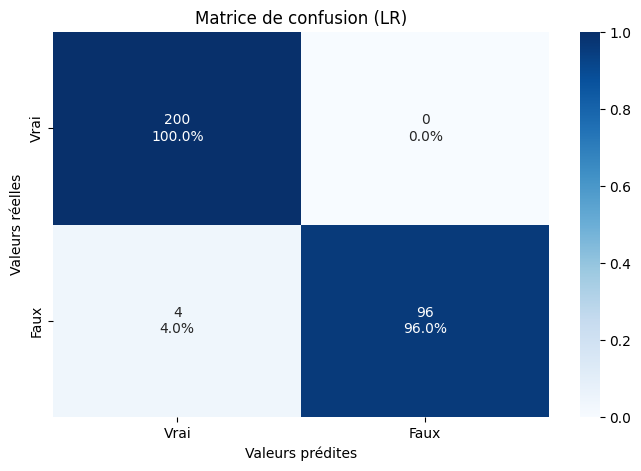 Matrice de confusion (LR)
Valeurs réelles
Vrai
200
100.0%
0
0.0%
Faux
4
4.0%
96
96.0%
Vrai
Faux
Valeurs prédites
1.0
0.8
0.6
0.4
0.2
0.0